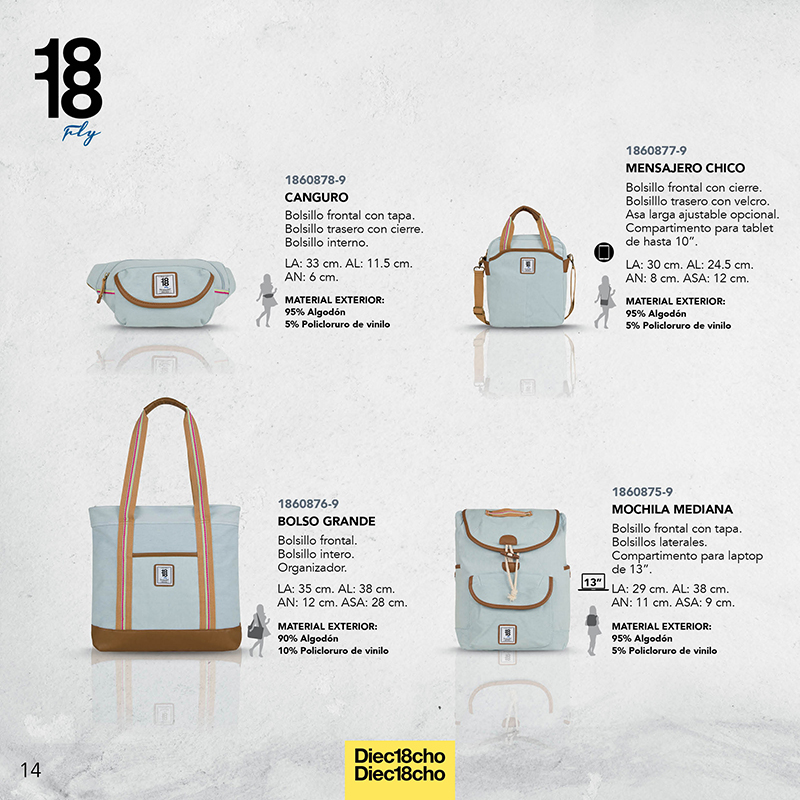 18
18
Fly
1860878-9
CANGURO
Bolsillo frontal con tapa.
Bolsillo trasero con cierre.
Bolsillo interno.
LA: 33 cm. AL: 11.5 cm.
AN: 6 cm.
MATERIAL EXTERIOR:
95% Algodón
5% Policloruro de vinilo
1860877-9
MENSAJERO CHICO
Bolsillo frontal con cierre.
Bolsilllo trasero con velcro.
Asa larga ajustable opcional.
Compartimento para tablet
de hasta 10”.
LA: 30 cm. AL: 24.5 cm.
AN: 8 cm. ASA: 12 cm.
MATERIAL EXTERIOR:
95% Algodón
5% Policloruro de vinilo
1860876-9
BOLSO GRANDE
Bolsillo frontal.
Bolsillo intero.
Organizador.
LA: 35 cm. AL: 38 cm.
AN: 12 cm. ASA: 28 cm.
MATERIAL EXTERIOR:
90% Algodón
10% Policloruro de vinilo
1860875-9
MOCHILA MEDIANA
Bolsillo frontal con tapa.
Bolsillos laterales.
Compartimento para laptop
de 13”.
13”
LA: 29 cm. AL: 38 cm.
AN: 11 cm. ASA: 9 cm.
MATERIAL EXTERIOR:
95% Algodón
5% Policloruro de vinilo
14
Diec18cho
Diec18cho